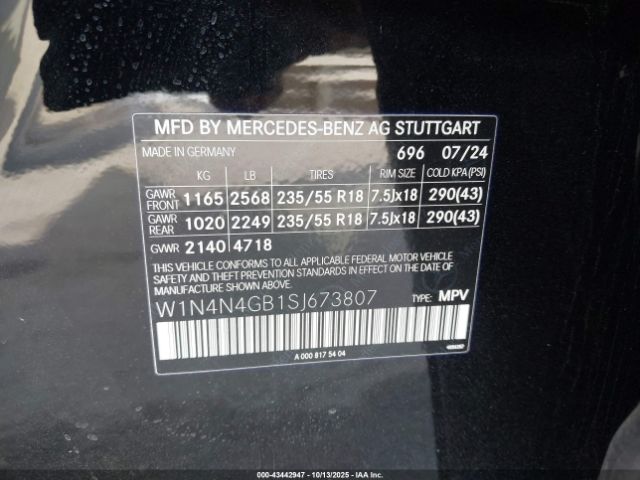 MFD BY MERCEDES-BENZ AG STUTTGART
MADE IN GERMANY 696 07/24
KG LB TIRES RIM SIZE COLD KPA (PSI)
GAWR FRONT 1165 2568 235/55 R18 7.5Jx18 290(43)
GAWR REAR 1020 2249 235/55 R18 7.5Jx18 290(43)
GVWR 2140 4718
THIS VEHICLE CONFORMS TO ALL APPLICABLE FEDERAL MOTOR VEHICLE
SAFETY AND THEFT PREVENTION STANDARDS IN EFFECT ON THE DATE OF
MANUFACTURE SHOWN ABOVE.
W1N4N4GB1SJ673807 TYPE: MPV
A 000 817 54 04
000-43442947 - 10/13/2025 - COPART